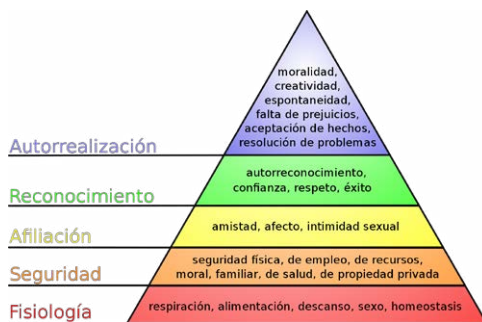 moralidad,
creatividad,
espontaneidad,
falta de prejuicios,
aceptación de hechos,
resolución de problemas
Autorrealización
autorreconocimiento,
confianza, respeto, éxito
Reconocimiento
amistad, afecto, intimidad sexual
Afiliación
seguridad física, de empleo, de recursos,
moral, familiar, de salud, de propiedad privada
Seguridad
respiración, alimentación, descanso, sexo, homeostasis
Fisiología